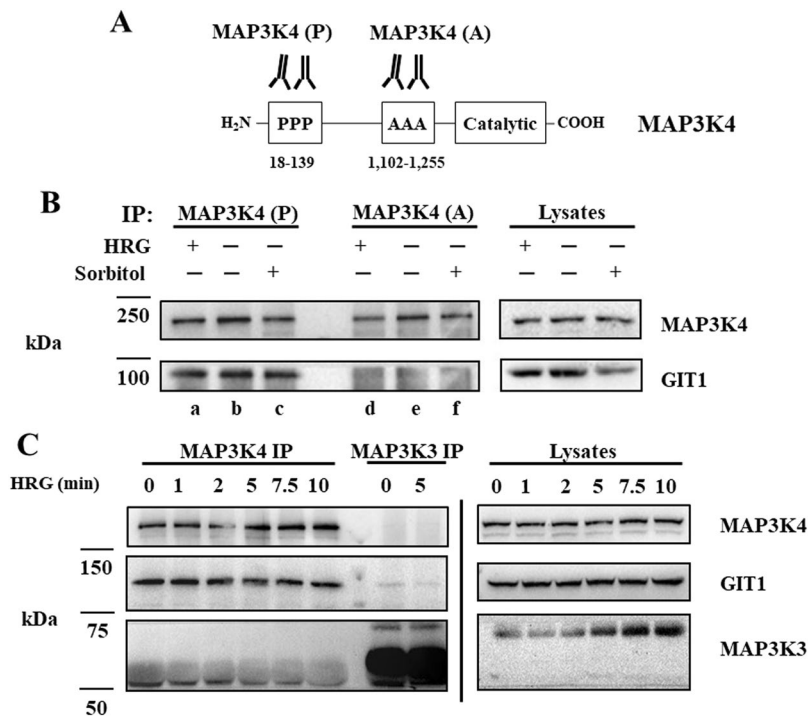 A
MAP3K4 (P) MAP3K4 (A)
H₂N PPP AAA Catalytic COOH MAP3K4
18-139 1,102-1,255
B
IP: MAP3K4 (P) MAP3K4 (A) Lysates
HRG + – – + – – + – –
Sorbitol – – + – – + – – +
250 MAP3K4
kDa
100 GIT1
a b c d e f
C
MAP3K4 IP MAP3K3 IP Lysates
HRG (min) 0 1 2 5 7.5 10 0 5 0 1 2 5 7.5 10
MAP3K4
150
GIT1
kDa
75
MAP3K3
50